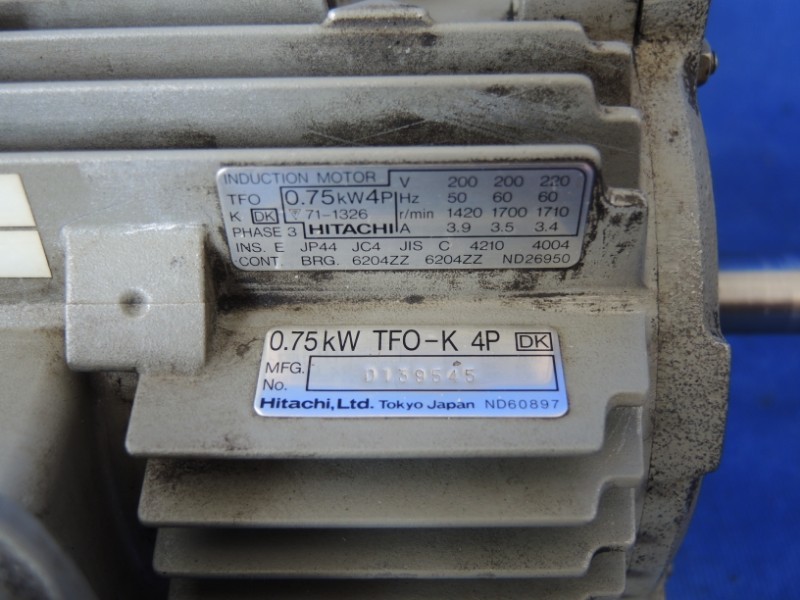 INDUCTION MOTOR V 200 200 220
TFO 0.75kW4P Hz 50 60 60
K DK 71-1326 r/min 1420 1700 1710
PHASE 3 HITACHI A 3.9 3.5 3.4
INS. E JP44 JC4 JIS C 4210 4004
CONT. BRG. 6204ZZ 6204ZZ ND26950
0.75kW TFO-K 4P DK
MFG. No. D139545
Hitachi, Ltd. Tokyo Japan ND60897